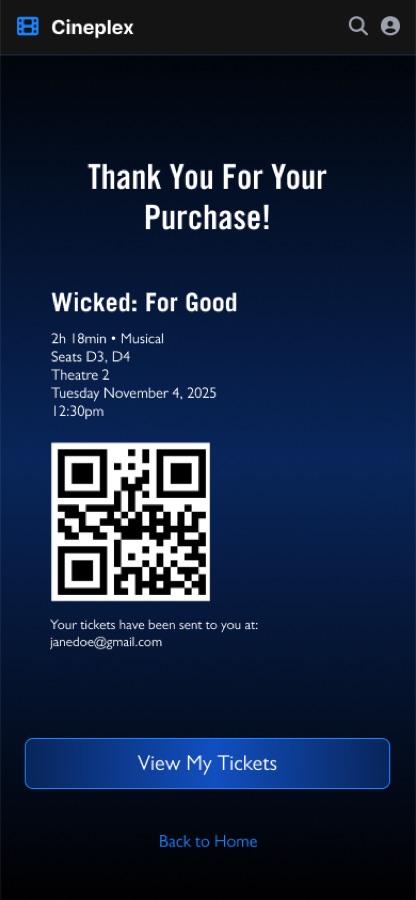 Cineplex
Thank You For Your
Purchase!
Wicked: For Good
2h 18min • Musical
Seats D3, D4
Theatre 2
Tuesday November 4, 2025
12:30pm
Your tickets have been sent to you at:
janedoe@gmail.com
View My Tickets
Back to Home